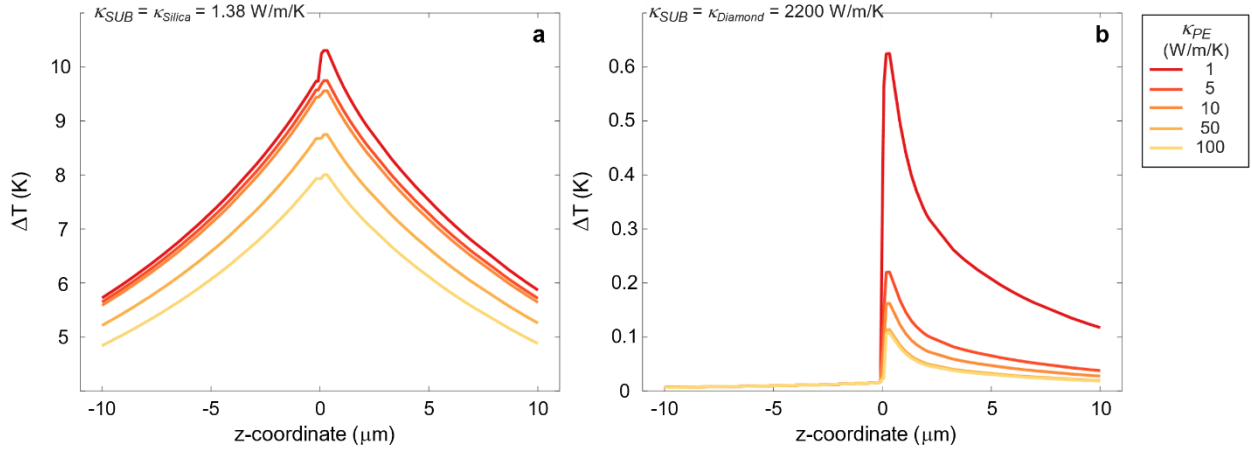 κSUB = κSilica = 1.38 W/m/K
a
10
9
8
7
6
5
ΔT (K)
-10
-5
0
5
10
z-coordinate (μm)
κSUB = κDiamond = 2200 W/m/K
b
0.6
0.5
0.4
0.3
0.2
0.1
0
ΔT (K)
-10
-5
0
5
10
z-coordinate (μm)
κPE
(W/m/K)
1
5
10
50
100